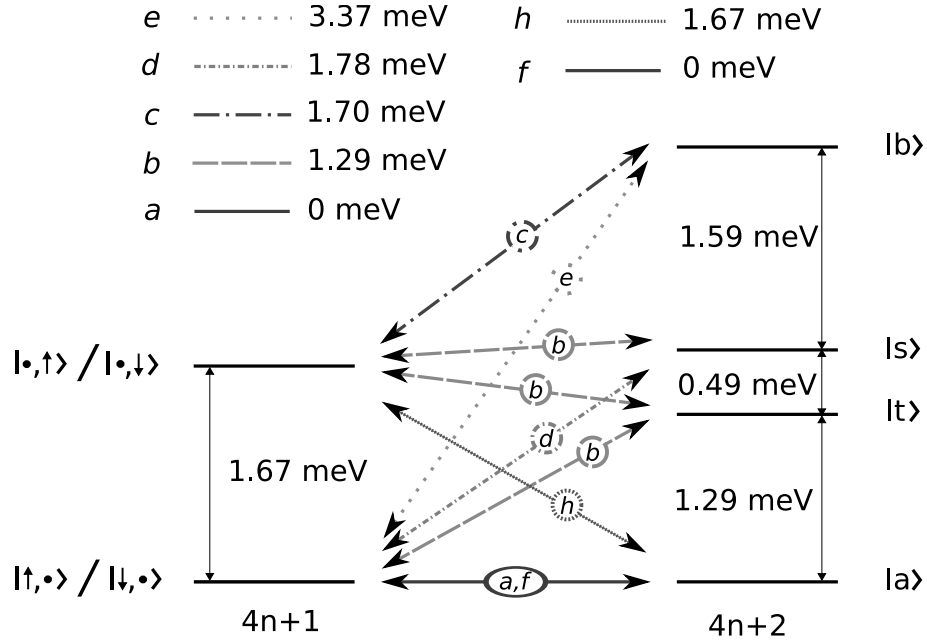 e 3.37 meV
h 1.67 meV
d 1.78 meV
f 0 meV
c 1.70 meV
b 1.29 meV
a 0 meV
|b⟩
c
1.59 meV
e
|•,↑⟩ / |•,↓⟩
b
|s⟩
b
0.49 meV
|t⟩
d
b
1.67 meV
h
1.29 meV
|↑,•⟩ / |↓,•⟩
a,f
|a⟩
4n+1
4n+2